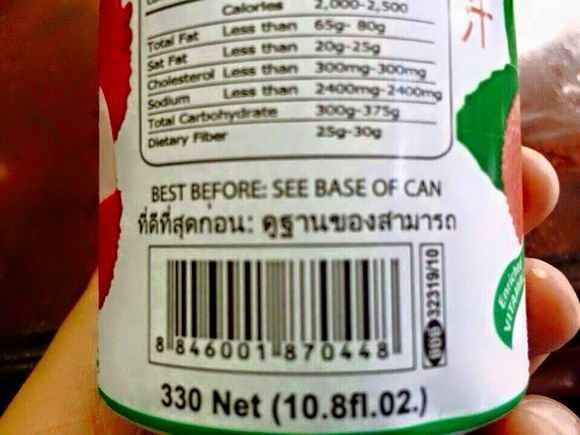 Calories 2,000-2,500
Total Fat Less than 65g- 80g
Sat Fat Less than 20g-25g
Cholesterol Less than 300mg-300mg
Sodium Less than 2400mg-2400mg
Total Carbohydrate 300g-375g
Dietary Fiber 25g-30g
汁
BEST BEFORE: SEE BASE OF CAN
ที่ดีที่สุดก่อน: ดูฐานของสามารถ
8 846001 870448
32319/10
Enriched
VITAMIN
330 Net (10.8fl.02.)